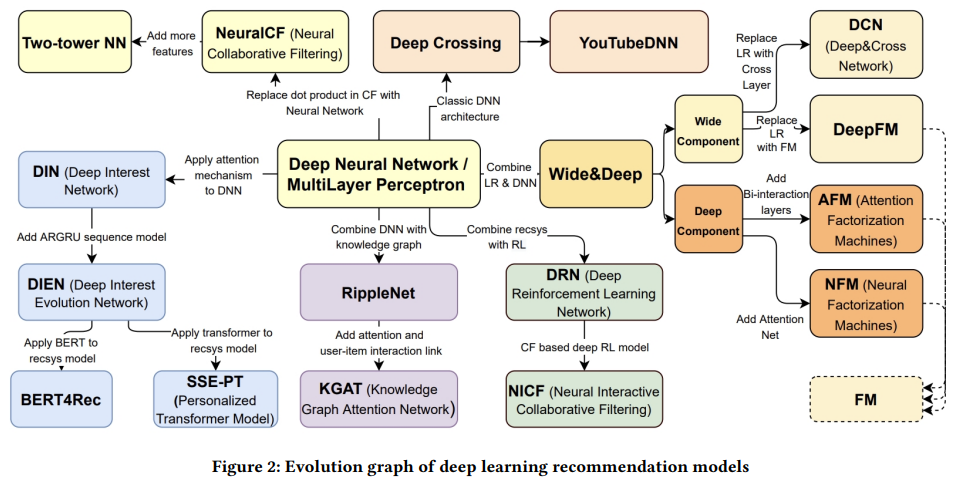 Two-tower NN
Add more
features
NeuralCF (Neural
Collaborative Filtering)
Deep Crossing
YouTubeDNN
Replace
LR with
Cross
Layer
DCN
(Deep&Cross
Network)
Replace dot product in CF with
Neural Network
Classic DNN
architecture
Wide
Component
Replace
LR
with FM
DeepFM
DIN (Deep Interest
Network)
Apply attention
mechanism
to DNN
Deep Neural Network /
MultiLayer Perceptron
Combine
LR & DNN
Wide&Deep
Deep
Component
Add
Bi-interaction
layers
AFM (Attention
Factorization
Machines)
Add ARGRU sequence model
Combine DNN with
knowledge graph
Combine recsys
with RL
DIEN (Deep Interest
Evolution Network)
RippleNet
DRN (Deep
Reinforcement Learning
Network)
NFM (Neural
Factorization
Machines)
Add Attention
Net
Apply BERT to
recsys model
Apply transformer to
recsys model
Add attention and
user-item interaction link
CF based deep RL model
BERT4Rec
SSE-PT
(Personalized
Transformer Model)
KGAT (Knowledge
Graph Attention Network)
NICF (Neural Interactive
Collaborative Filtering)
FM
Figure 2: Evolution graph of deep learning recommendation models